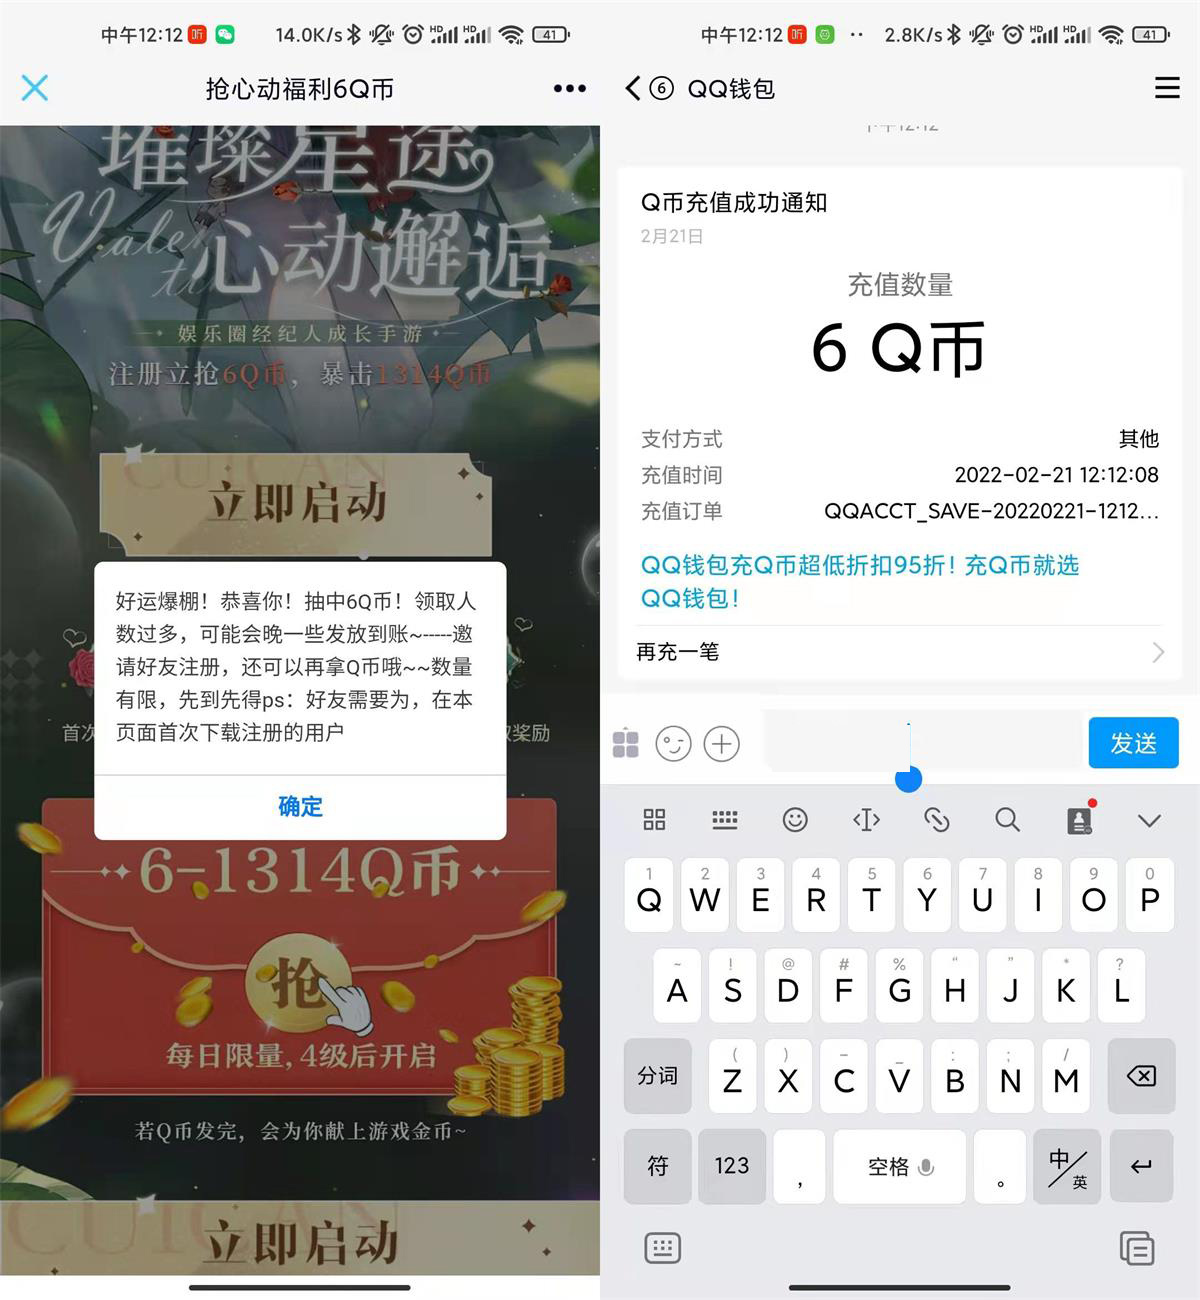 中午12:12
14.0K/s
41
抢心动福利6Q币
璀璨星途
Valen
心动邂逅
娱乐圈经纪人成长手游
注册立抢6Q币，暴击1314Q币
CUICAN
立即启动
好运爆棚！恭喜你！抽中6Q币！领取人
数过多，可能会晚一些发放到账~-----邀
请好友注册，还可以再拿Q币哦~~数量
有限，先到先得ps：好友需要为，在本
页面首次下载注册的用户
首次
奖励
确定
6-1314Q币
抢
每日限量，4级后开启
若Q币发完，会为你献上游戏金币~
CUICAN
立即启动
中午12:12
2.8K/s
41
6 QQ钱包
下午12:12
Q币充值成功通知
2月21日
充值数量
6 Q币
支付方式 其他
充值时间 2022-02-21 12:12:08
充值订单 QQACCT_SAVE-20220221-1212...
QQ钱包充Q币超低折扣95折！充Q币就选
QQ钱包！
再充一笔
发送
1 2 3 4 5 6 7 8 9 0
Q W E R T Y U I O P
~ ! @ # % “ ” * ?
A S D F G H J K L
( ) - _ : ; /
分词 Z X C V B N M
符 123 ， 空格 。 中/英